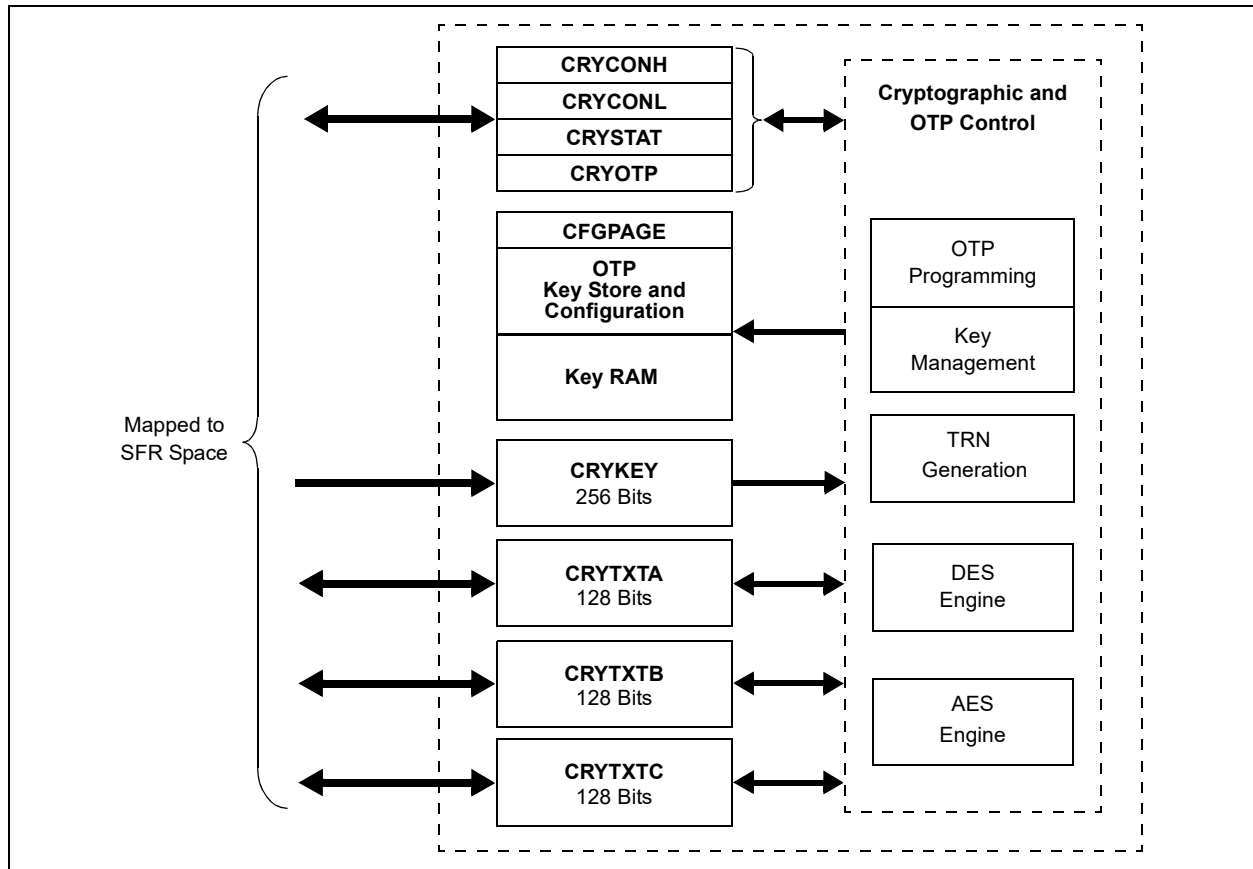 CRYCONH
CRYCONL
CRYSTAT
CRYOTP
Cryptographic and
OTP Control
CFGPAGE
OTP
Key Store and
Configuration
Key RAM
OTP
Programming
Key
Management
Mapped to
SFR Space
CRYKEY
256 Bits
TRN
Generation
CRYTXTA
128 Bits
DES
Engine
CRYTXTB
128 Bits
AES
Engine
CRYTXTC
128 Bits